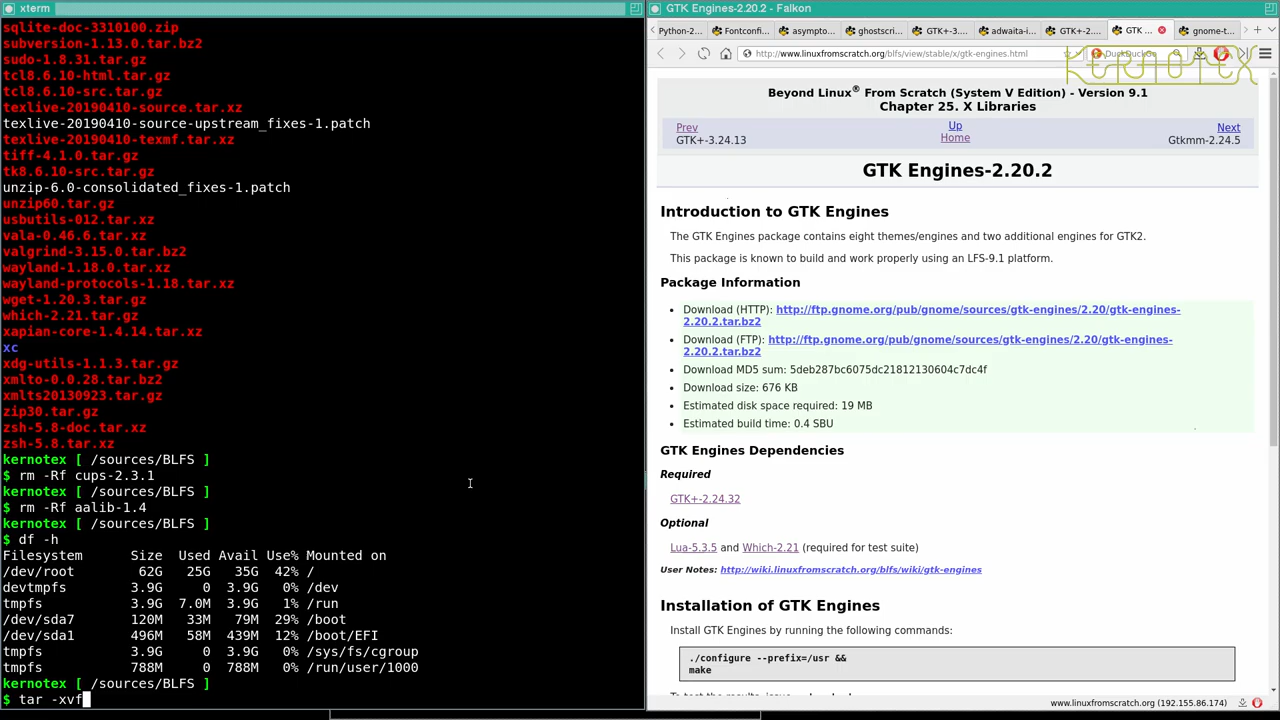 xterm
sqlite-doc-3310100.zip
subversion-1.13.0.tar.bz2
sudo-1.8.31.tar.gz
tcl8.6.10-html.tar.gz
tcl8.6.10-src.tar.gz
texlive-20190410-source.tar.xz
texlive-20190410-source-upstream_fixes-1.patch
texlive-20190410-texmf.tar.xz
tiff-4.1.0.tar.gz
tk8.6.10-src.tar.gz
unzip-6.0-consolidated_fixes-1.patch
unzip60.tar.gz
usbutils-012.tar.xz
vala-0.46.6.tar.xz
valgrind-3.15.0.tar.bz2
wayland-1.18.0.tar.xz
wayland-protocols-1.18.tar.xz
wget-1.20.3.tar.gz
which-2.21.tar.gz
xapian-core-1.4.14.tar.xz
xc
xdg-utils-1.1.3.tar.gz
xmlto-0.0.28.tar.bz2
xmlts20130923.tar.gz
zip30.tar.gz
zsh-5.8-doc.tar.xz
zsh-5.8.tar.xz
kernotex [ /sources/BLFS ]
$ rm -Rf cups-2.3.1
kernotex [ /sources/BLFS ]
$ rm -Rf aalib-1.4
kernotex [ /sources/BLFS ]
$ df -h
Filesystem Size Used Avail Use% Mounted on
/dev/root 62G 25G 35G 42% /
devtmpfs 3.9G 0 3.9G 0% /dev
tmpfs 3.9G 7.0M 3.9G 1% /run
/dev/sda7 120M 33M 79M 29% /boot
/dev/sda1 496M 58M 439M 12% /boot/EFI
tmpfs 3.9G 0 3.9G 0% /sys/fs/cgroup
tmpfs 788M 0 788M 0% /run/user/1000
kernotex [ /sources/BLFS ]
$ tar -xvf
GTK Engines-2.20.2 - Falkon
Python-2... Fontconfi... asympto... ghostscri... GTK+-3.... adwaita-i... GTK+-2.... GTK ... gnome-t...
http://www.linuxfromscratch.org/blfs/view/stable/x/gtk-engines.html DuckDuckGo
KERNOTEX
Beyond Linux® From Scratch (System V Edition) - Version 9.1
Chapter 25. X Libraries
Prev Up Next
GTK+-3.24.13 Home Gtkmm-2.24.5
GTK Engines-2.20.2
Introduction to GTK Engines
The GTK Engines package contains eight themes/engines and two additional engines for GTK2.
This package is known to build and work properly using an LFS-9.1 platform.
Package Information
• Download (HTTP): http://ftp.gnome.org/pub/gnome/sources/gtk-engines/2.20/gtk-engines-
2.20.2.tar.bz2
• Download (FTP): ftp://ftp.gnome.org/pub/gnome/sources/gtk-engines/2.20/gtk-engines-
2.20.2.tar.bz2
• Download MD5 sum: 5deb287bc6075dc21812130604c7dc4f
• Download size: 676 KB
• Estimated disk space required: 19 MB
• Estimated build time: 0.4 SBU
GTK Engines Dependencies
Required
GTK+-2.24.32
Optional
Lua-5.3.5 and Which-2.21 (required for test suite)
User Notes: http://wiki.linuxfromscratch.org/blfs/wiki/gtk-engines
Installation of GTK Engines
Install GTK Engines by running the following commands:
./configure --prefix=/usr &&
make
www.linuxfromscratch.org (192.155.86.174)